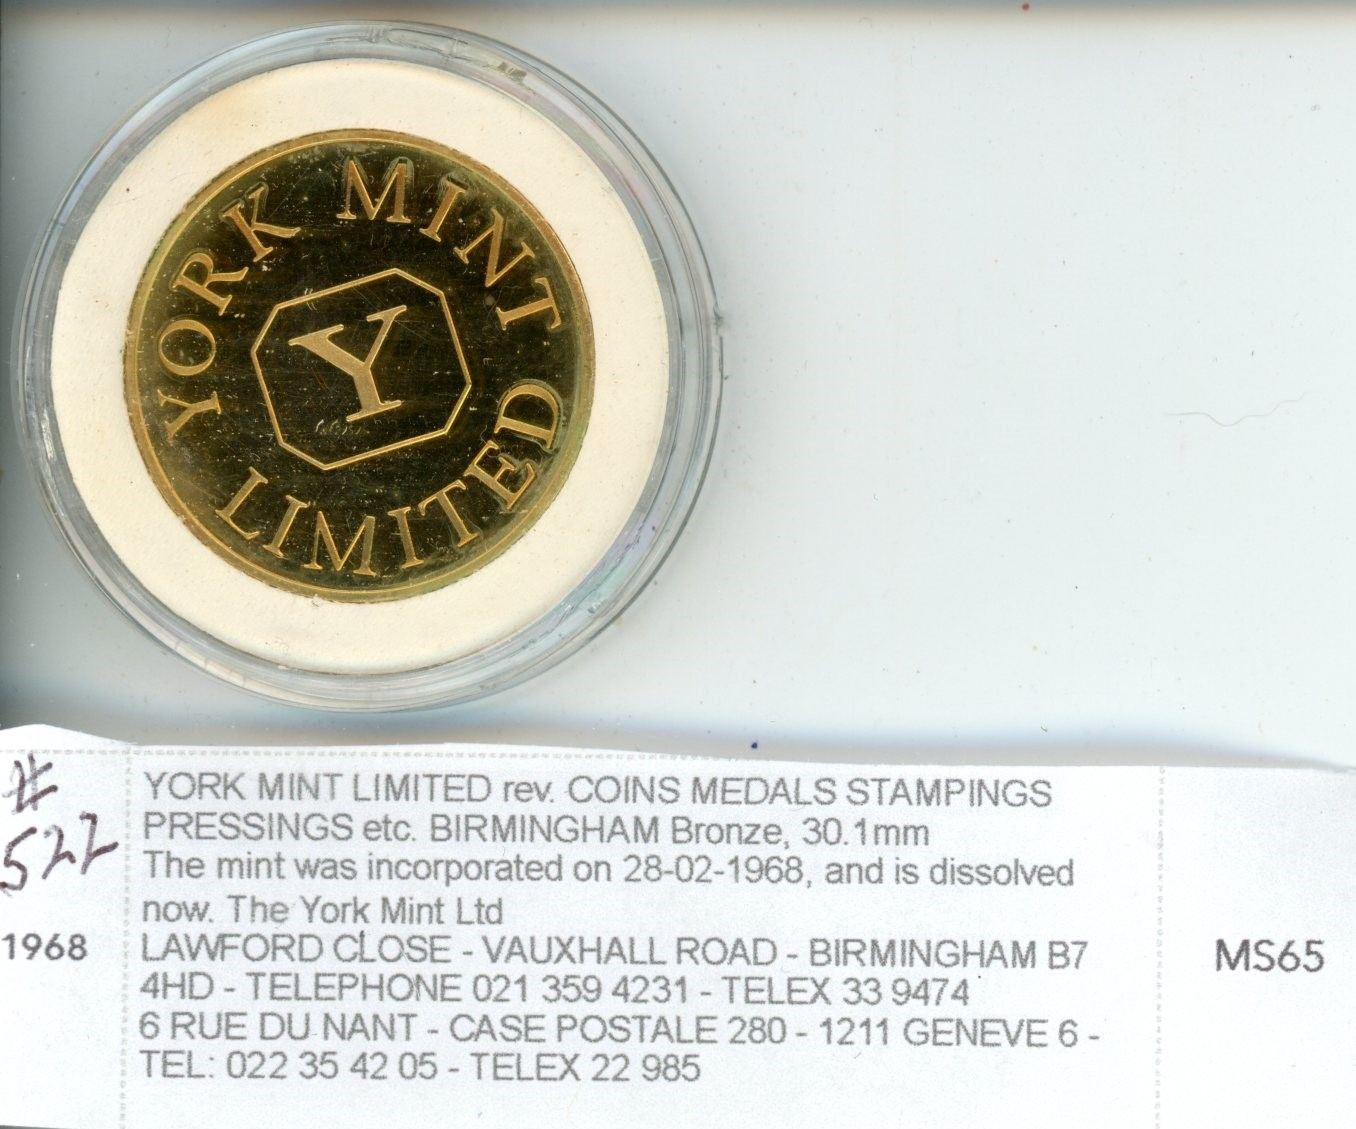 YORK MINT
Y
LIMITED
#
522
1968
YORK MINT LIMITED rev. COINS MEDALS STAMPINGS
PRESSINGS etc. BIRMINGHAM Bronze, 30.1mm
The mint was incorporated on 28-02-1968, and is dissolved
now. The York Mint Ltd
LAWFORD CLOSE - VAUXHALL ROAD - BIRMINGHAM B7
4HD - TELEPHONE 021 359 4231 - TELEX 33 9474
6 RUE DU NANT - CASE POSTALE 280 - 1211 GENEVE 6 -
TEL: 022 35 42 05 - TELEX 22 985
MS65